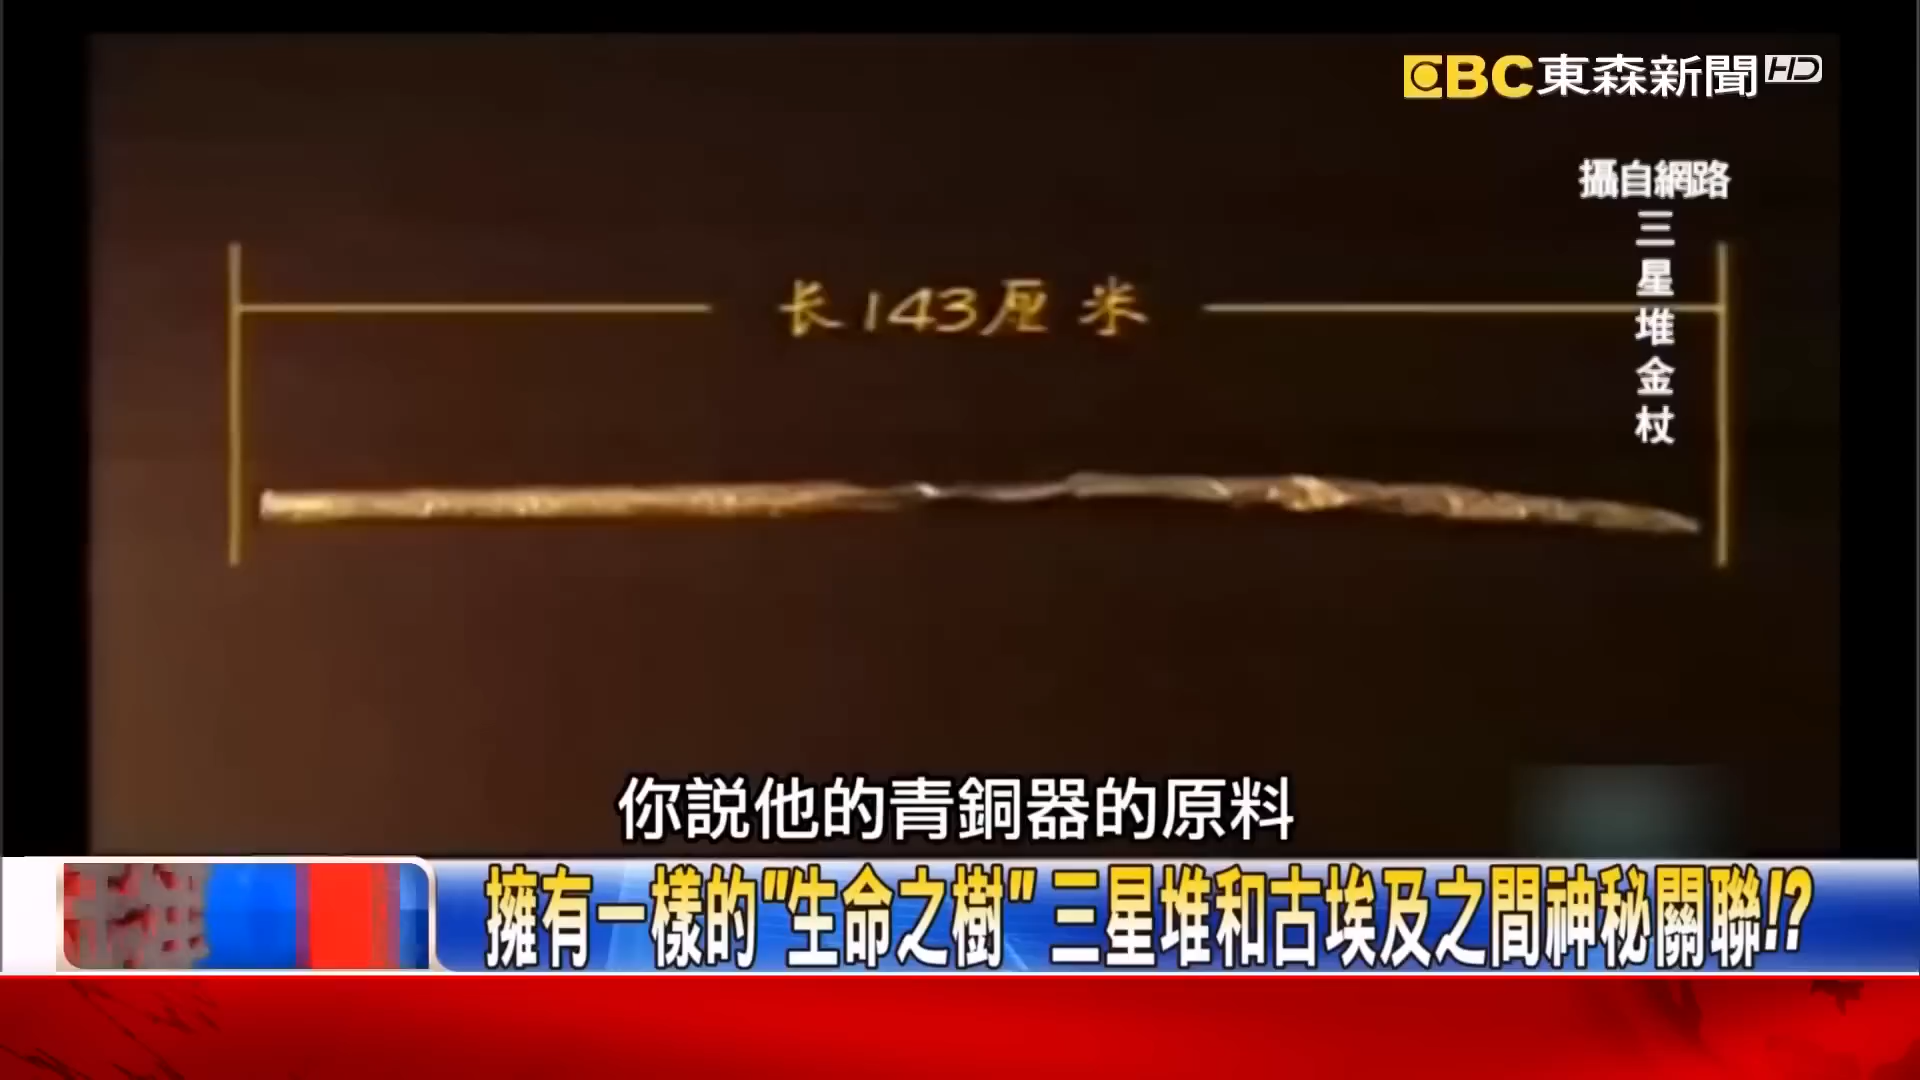 EBC東森新聞HD
攝自網路
三星堆金杖
长143厘米
你説他的青銅器的原料
擁有一樣的"生命之樹" 三星堆和古埃及之間神秘關聯!?